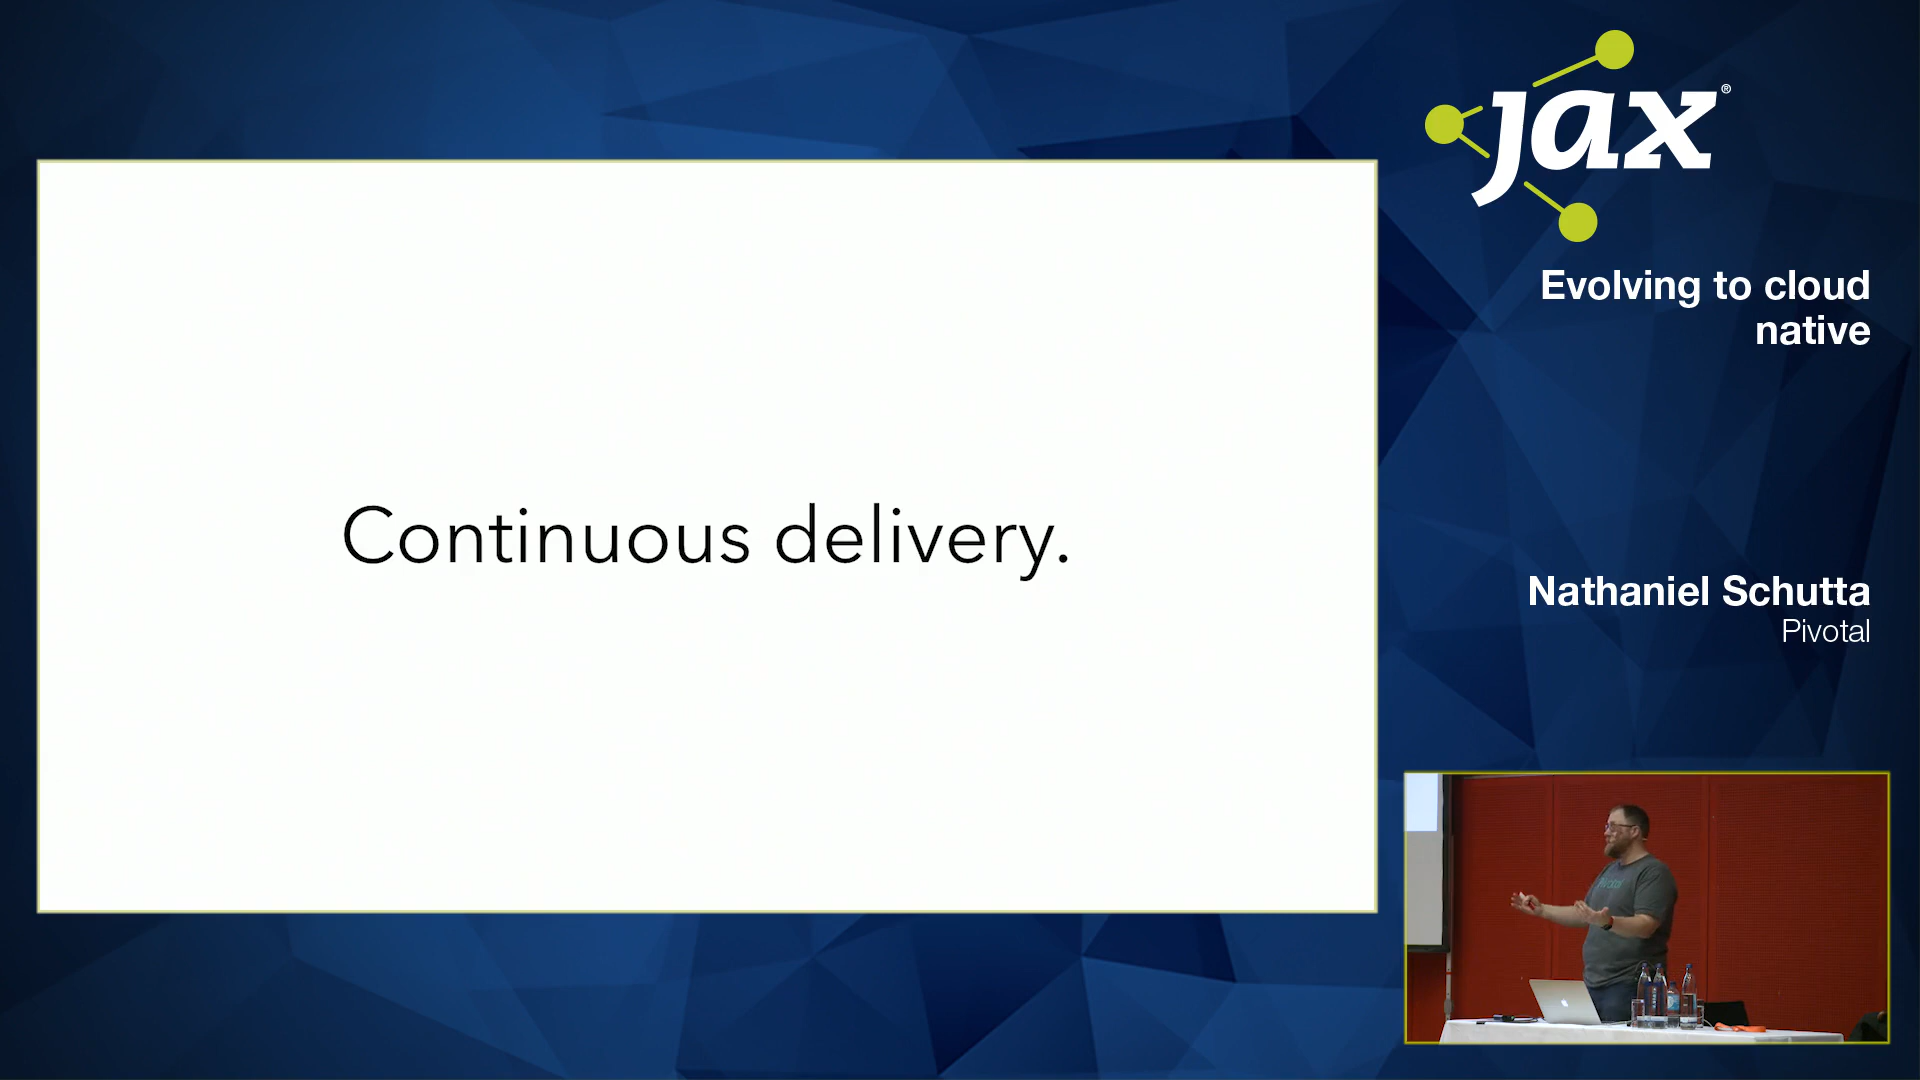 Continuous delivery.
jax®
Evolving to cloud
native
Nathaniel Schutta
Pivotal